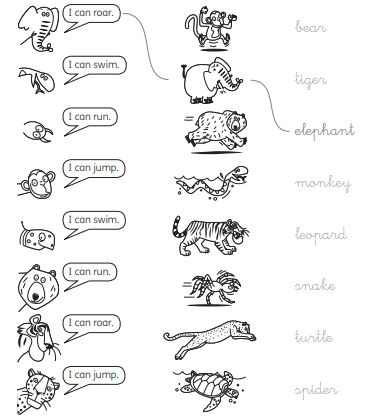 I can roar.
bear
I can swim.
tiger
I can run.
elephant
I can jump.
monkey
I can swim.
leopard
I can run.
snake
I can roar.
turtle
I can jump.
spider